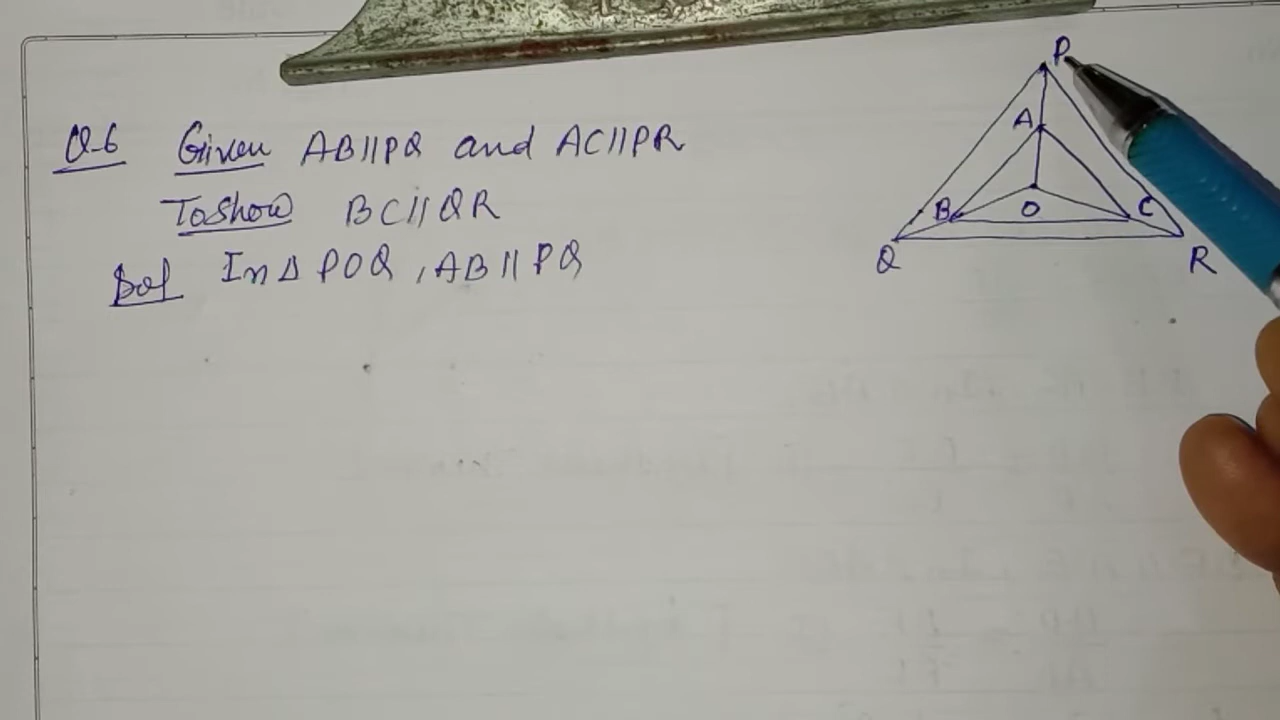 Q-6 Given AB||PQ and AC||PR
To show BC||QR
Sol In Δ POQ, AB || PQ
P
A
B O C
Q R